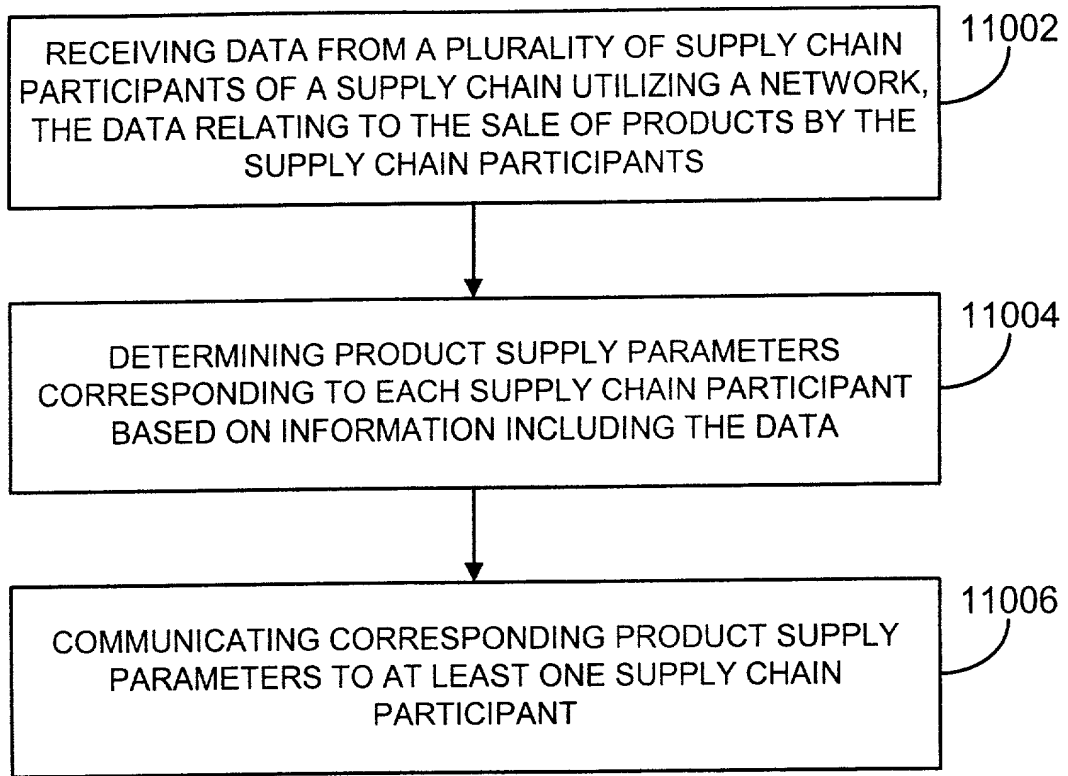 RECEIVING DATA FROM A PLURALITY OF SUPPLY CHAIN
PARTICIPANTS OF A SUPPLY CHAIN UTILIZING A NETWORK,
THE DATA RELATING TO THE SALE OF PRODUCTS BY THE
SUPPLY CHAIN PARTICIPANTS
11002
DETERMINING PRODUCT SUPPLY PARAMETERS
CORRESPONDING TO EACH SUPPLY CHAIN PARTICIPANT
BASED ON INFORMATION INCLUDING THE DATA
11004
COMMUNICATING CORRESPONDING PRODUCT SUPPLY
PARAMETERS TO AT LEAST ONE SUPPLY CHAIN
PARTICIPANT
11006